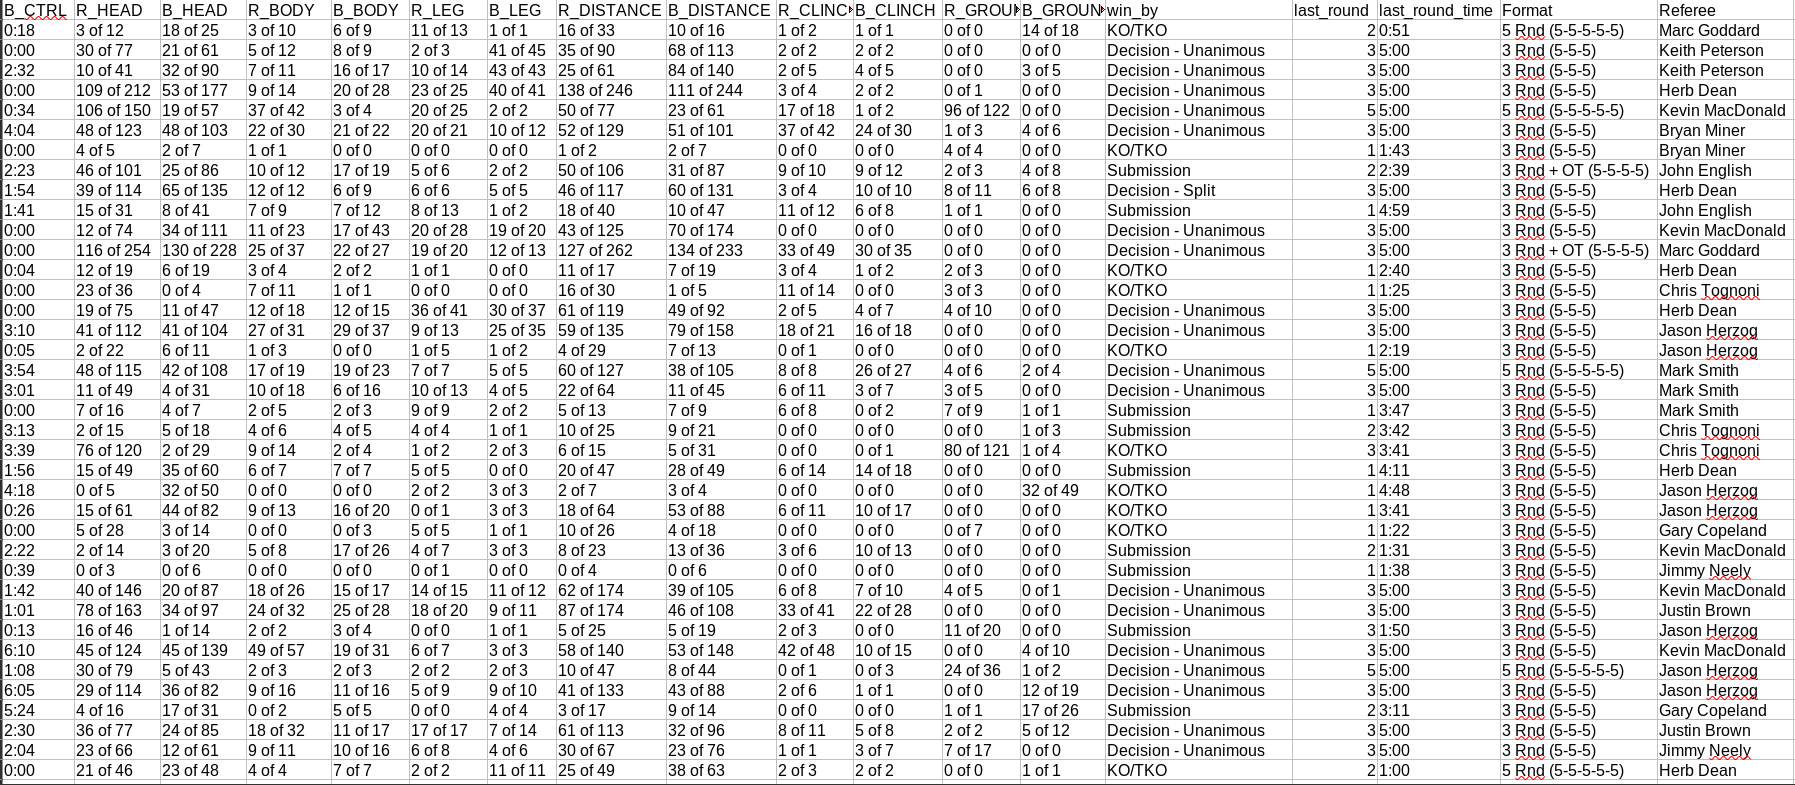 B_CTRL R_HEAD B_HEAD R_BODY B_BODY R_LEG B_LEG R_DISTANCE B_DISTANCE R_CLINC B_CLINCH R_GROU B_GROUN win_by last_round last_round_time Format Referee
0:18 3 of 12 18 of 25 3 of 10 6 of 9 11 of 13 1 of 1 16 of 33 10 of 16 1 of 2 1 of 1 0 of 0 14 of 18 KO/TKO 2 0:51 5 Rnd (5-5-5-5-5) Marc Goddard
0:00 30 of 77 21 of 61 5 of 12 8 of 9 2 of 3 41 of 45 35 of 90 68 of 113 2 of 2 2 of 2 0 of 0 0 of 0 Decision - Unanimous 3 5:00 3 Rnd (5-5-5) Keith Peterson
2:32 10 of 41 32 of 90 7 of 11 16 of 17 10 of 14 43 of 43 25 of 61 84 of 140 2 of 5 4 of 5 0 of 0 3 of 5 Decision - Unanimous 3 5:00 3 Rnd (5-5-5) Keith Peterson
0:00 109 of 212 53 of 177 9 of 14 20 of 28 23 of 25 40 of 41 138 of 246 111 of 244 3 of 4 2 of 2 0 of 1 0 of 0 Decision - Unanimous 3 5:00 3 Rnd (5-5-5) Herb Dean
0:34 106 of 150 19 of 57 37 of 42 3 of 4 20 of 25 2 of 2 50 of 77 23 of 61 17 of 18 1 of 2 96 of 122 0 of 0 Decision - Unanimous 5 5:00 5 Rnd (5-5-5-5-5) Kevin MacDonald
4:04 48 of 123 48 of 103 22 of 30 21 of 22 20 of 21 10 of 12 52 of 129 51 of 101 37 of 42 24 of 30 1 of 3 4 of 6 Decision - Unanimous 3 5:00 3 Rnd (5-5-5) Bryan Miner
0:00 4 of 5 2 of 7 1 of 1 0 of 0 0 of 0 0 of 0 1 of 2 2 of 7 0 of 0 0 of 0 4 of 4 0 of 0 KO/TKO 1 1:43 3 Rnd (5-5-5) Bryan Miner
2:23 46 of 101 25 of 86 10 of 12 17 of 19 5 of 6 2 of 2 50 of 106 31 of 87 9 of 10 9 of 12 2 of 3 4 of 8 Submission 2 2:39 3 Rnd + OT (5-5-5-5) John English
1:54 39 of 114 65 of 135 12 of 12 6 of 9 6 of 6 5 of 5 46 of 117 60 of 131 3 of 4 10 of 10 8 of 11 6 of 8 Decision - Split 3 5:00 3 Rnd (5-5-5) Herb Dean
1:41 15 of 31 8 of 41 7 of 9 7 of 12 8 of 13 1 of 2 18 of 40 10 of 47 11 of 12 6 of 8 1 of 1 0 of 0 Submission 1 4:59 3 Rnd (5-5-5) John English
0:00 12 of 74 34 of 111 11 of 23 17 of 43 20 of 28 19 of 20 43 of 125 70 of 174 0 of 0 0 of 0 0 of 0 0 of 0 Decision - Unanimous 3 5:00 3 Rnd (5-5-5) Kevin MacDonald
0:00 116 of 254 130 of 228 25 of 37 22 of 27 19 of 20 12 of 13 127 of 262 134 of 233 33 of 49 30 of 35 0 of 0 0 of 0 Decision - Unanimous 3 5:00 3 Rnd + OT (5-5-5-5) Marc Goddard
0:04 12 of 19 6 of 19 3 of 4 2 of 2 1 of 1 0 of 0 11 of 17 7 of 19 3 of 4 1 of 2 2 of 3 0 of 0 KO/TKO 1 2:40 3 Rnd (5-5-5) Herb Dean
0:00 23 of 36 0 of 4 7 of 11 1 of 1 0 of 0 0 of 0 16 of 30 1 of 5 11 of 14 0 of 0 3 of 3 0 of 0 KO/TKO 1 1:25 3 Rnd (5-5-5) Chris Tognoni
0:00 19 of 75 11 of 47 12 of 18 12 of 15 36 of 41 30 of 37 61 of 119 49 of 92 2 of 5 4 of 7 4 of 10 0 of 0 Decision - Unanimous 3 5:00 3 Rnd (5-5-5) Herb Dean
3:10 41 of 112 41 of 104 27 of 31 29 of 37 9 of 13 25 of 35 59 of 135 79 of 158 18 of 21 16 of 18 0 of 0 0 of 0 Decision - Unanimous 3 5:00 3 Rnd (5-5-5) Jason Herzog
0:05 2 of 22 6 of 11 1 of 3 0 of 0 1 of 5 1 of 2 4 of 29 7 of 13 0 of 1 0 of 0 0 of 0 0 of 0 KO/TKO 1 2:19 3 Rnd (5-5-5) Jason Herzog
3:54 48 of 115 42 of 108 17 of 19 19 of 23 7 of 7 5 of 5 60 of 127 38 of 105 8 of 8 26 of 27 4 of 6 2 of 4 Decision - Unanimous 5 5:00 5 Rnd (5-5-5-5-5) Mark Smith
3:01 11 of 49 4 of 31 10 of 18 6 of 16 10 of 13 4 of 5 22 of 64 11 of 45 6 of 11 3 of 7 3 of 5 0 of 0 Decision - Unanimous 3 5:00 3 Rnd (5-5-5) Mark Smith
0:00 7 of 16 4 of 7 2 of 5 2 of 3 9 of 9 2 of 2 5 of 13 7 of 9 6 of 8 0 of 2 7 of 9 1 of 1 Submission 1 3:47 3 Rnd (5-5-5) Mark Smith
3:13 2 of 15 5 of 18 4 of 6 4 of 5 4 of 4 1 of 1 10 of 25 9 of 21 0 of 0 0 of 0 0 of 0 1 of 3 Submission 2 3:42 3 Rnd (5-5-5) Chris Tognoni
3:39 76 of 120 2 of 29 9 of 14 2 of 4 1 of 2 2 of 3 6 of 15 5 of 31 0 of 0 0 of 1 80 of 121 1 of 4 KO/TKO 3 3:41 3 Rnd (5-5-5) Chris Tognoni
1:56 15 of 49 35 of 60 6 of 7 7 of 7 5 of 5 0 of 0 20 of 47 28 of 49 6 of 14 14 of 18 0 of 0 0 of 0 Submission 1 4:11 3 Rnd (5-5-5) Herb Dean
4:18 0 of 5 32 of 50 0 of 0 0 of 0 2 of 2 3 of 3 2 of 7 3 of 4 0 of 0 0 of 0 0 of 0 32 of 49 KO/TKO 1 4:48 3 Rnd (5-5-5) Jason Herzog
0:26 15 of 61 44 of 82 9 of 13 16 of 20 0 of 1 3 of 3 18 of 64 53 of 88 6 of 11 10 of 17 0 of 0 0 of 0 KO/TKO 1 3:41 3 Rnd (5-5-5) Jason Herzog
0:00 5 of 28 3 of 14 0 of 0 0 of 3 5 of 5 1 of 1 10 of 26 4 of 18 0 of 0 0 of 0 0 of 7 0 of 0 KO/TKO 1 1:22 3 Rnd (5-5-5) Gary Copeland
2:22 2 of 14 3 of 20 5 of 8 17 of 26 4 of 7 3 of 3 8 of 23 13 of 36 3 of 6 10 of 13 0 of 0 0 of 0 Submission 2 1:31 3 Rnd (5-5-5) Kevin MacDonald
0:39 0 of 3 0 of 6 0 of 0 0 of 0 0 of 1 0 of 0 0 of 4 0 of 6 0 of 0 0 of 0 0 of 0 0 of 0 Submission 1 1:38 3 Rnd (5-5-5) Jimmy Neely
1:42 40 of 146 20 of 87 18 of 26 15 of 17 14 of 15 11 of 12 62 of 174 39 of 105 6 of 8 7 of 10 4 of 5 0 of 1 Decision - Unanimous 3 5:00 3 Rnd (5-5-5) Kevin MacDonald
1:01 78 of 163 34 of 97 24 of 32 25 of 28 18 of 20 9 of 11 87 of 174 46 of 108 33 of 41 22 of 28 0 of 0 0 of 0 Decision - Unanimous 3 5:00 3 Rnd (5-5-5) Justin Brown
0:13 16 of 46 1 of 14 2 of 2 3 of 4 0 of 0 1 of 1 5 of 25 5 of 19 2 of 3 0 of 0 11 of 20 0 of 0 Submission 3 1:50 3 Rnd (5-5-5) Jason Herzog
6:10 45 of 124 45 of 139 49 of 57 19 of 31 6 of 7 3 of 3 58 of 140 53 of 148 42 of 48 10 of 15 0 of 0 4 of 10 Decision - Unanimous 3 5:00 3 Rnd (5-5-5) Kevin MacDonald
1:08 30 of 79 5 of 43 2 of 3 2 of 3 2 of 2 2 of 3 10 of 47 8 of 44 0 of 1 0 of 3 24 of 36 1 of 2 Decision - Unanimous 5 5:00 5 Rnd (5-5-5-5-5) Jason Herzog
6:05 29 of 114 36 of 82 9 of 16 11 of 16 5 of 9 9 of 10 41 of 133 43 of 88 2 of 6 1 of 1 0 of 0 12 of 19 Decision - Unanimous 3 5:00 3 Rnd (5-5-5) Jason Herzog
5:24 4 of 16 17 of 31 0 of 2 5 of 5 0 of 0 4 of 4 3 of 17 9 of 14 0 of 0 0 of 0 1 of 1 17 of 26 Submission 2 3:11 3 Rnd (5-5-5) Gary Copeland
2:30 36 of 77 24 of 85 18 of 32 11 of 17 17 of 17 7 of 14 61 of 113 32 of 96 8 of 11 5 of 8 2 of 2 5 of 12 Decision - Unanimous 3 5:00 3 Rnd (5-5-5) Justin Brown
2:04 23 of 66 12 of 61 9 of 11 10 of 16 6 of 8 4 of 6 30 of 67 23 of 76 1 of 1 3 of 7 7 of 17 0 of 0 Decision - Unanimous 3 5:00 3 Rnd (5-5-5) Jimmy Neely
0:00 21 of 46 23 of 48 4 of 4 7 of 7 2 of 2 11 of 11 25 of 49 38 of 63 2 of 3 2 of 2 0 of 0 1 of 1 KO/TKO 2 1:00 5 Rnd (5-5-5-5-5) Herb Dean